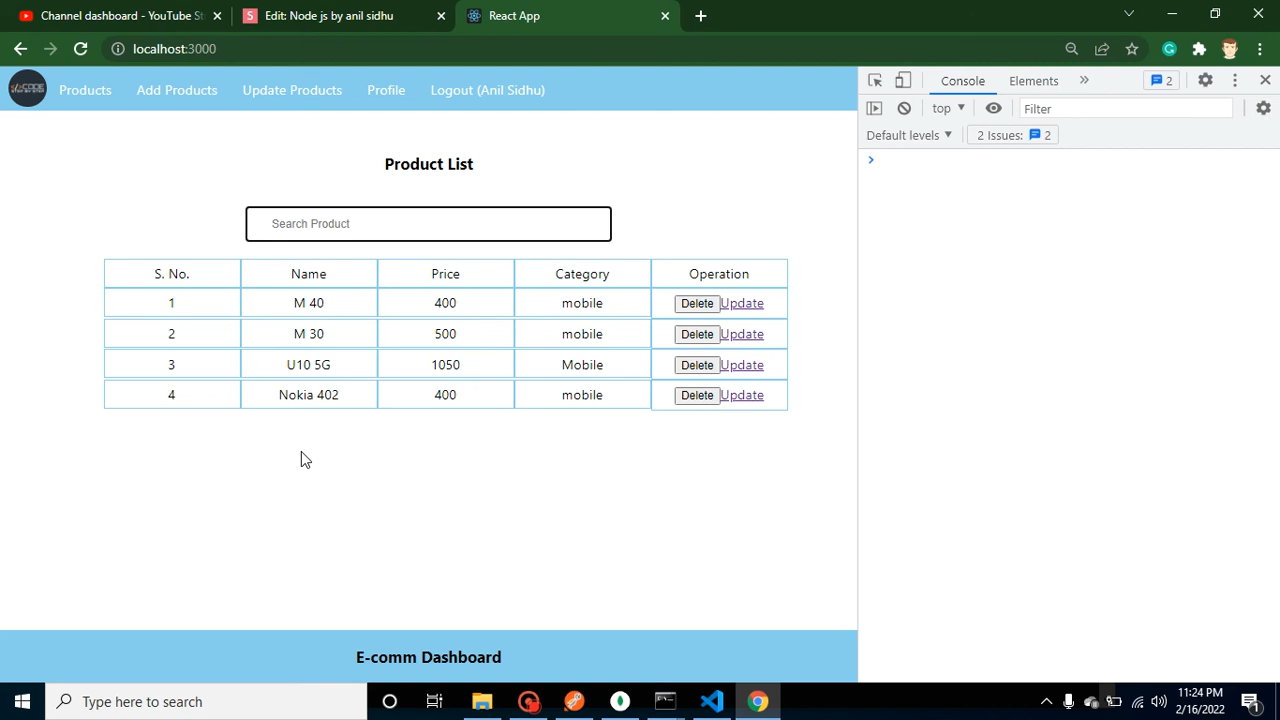 Channel dashboard - YouTube St
Edit: Node js by anil sidhu
React App
localhost:3000
Products
Add Products
Update Products
Profile
Logout (Anil Sidhu)
Console
Elements
2
top
Filter
Default levels
2 Issues: 2
Product List
Search Product
S. No. Name Price Category Operation
1 M 40 400 mobile Delete Update
2 M 30 500 mobile Delete Update
3 U10 5G 1050 Mobile Delete Update
4 Nokia 402 400 mobile Delete Update
E-comm Dashboard
Type here to search
11:24 PM
2/16/2022
1